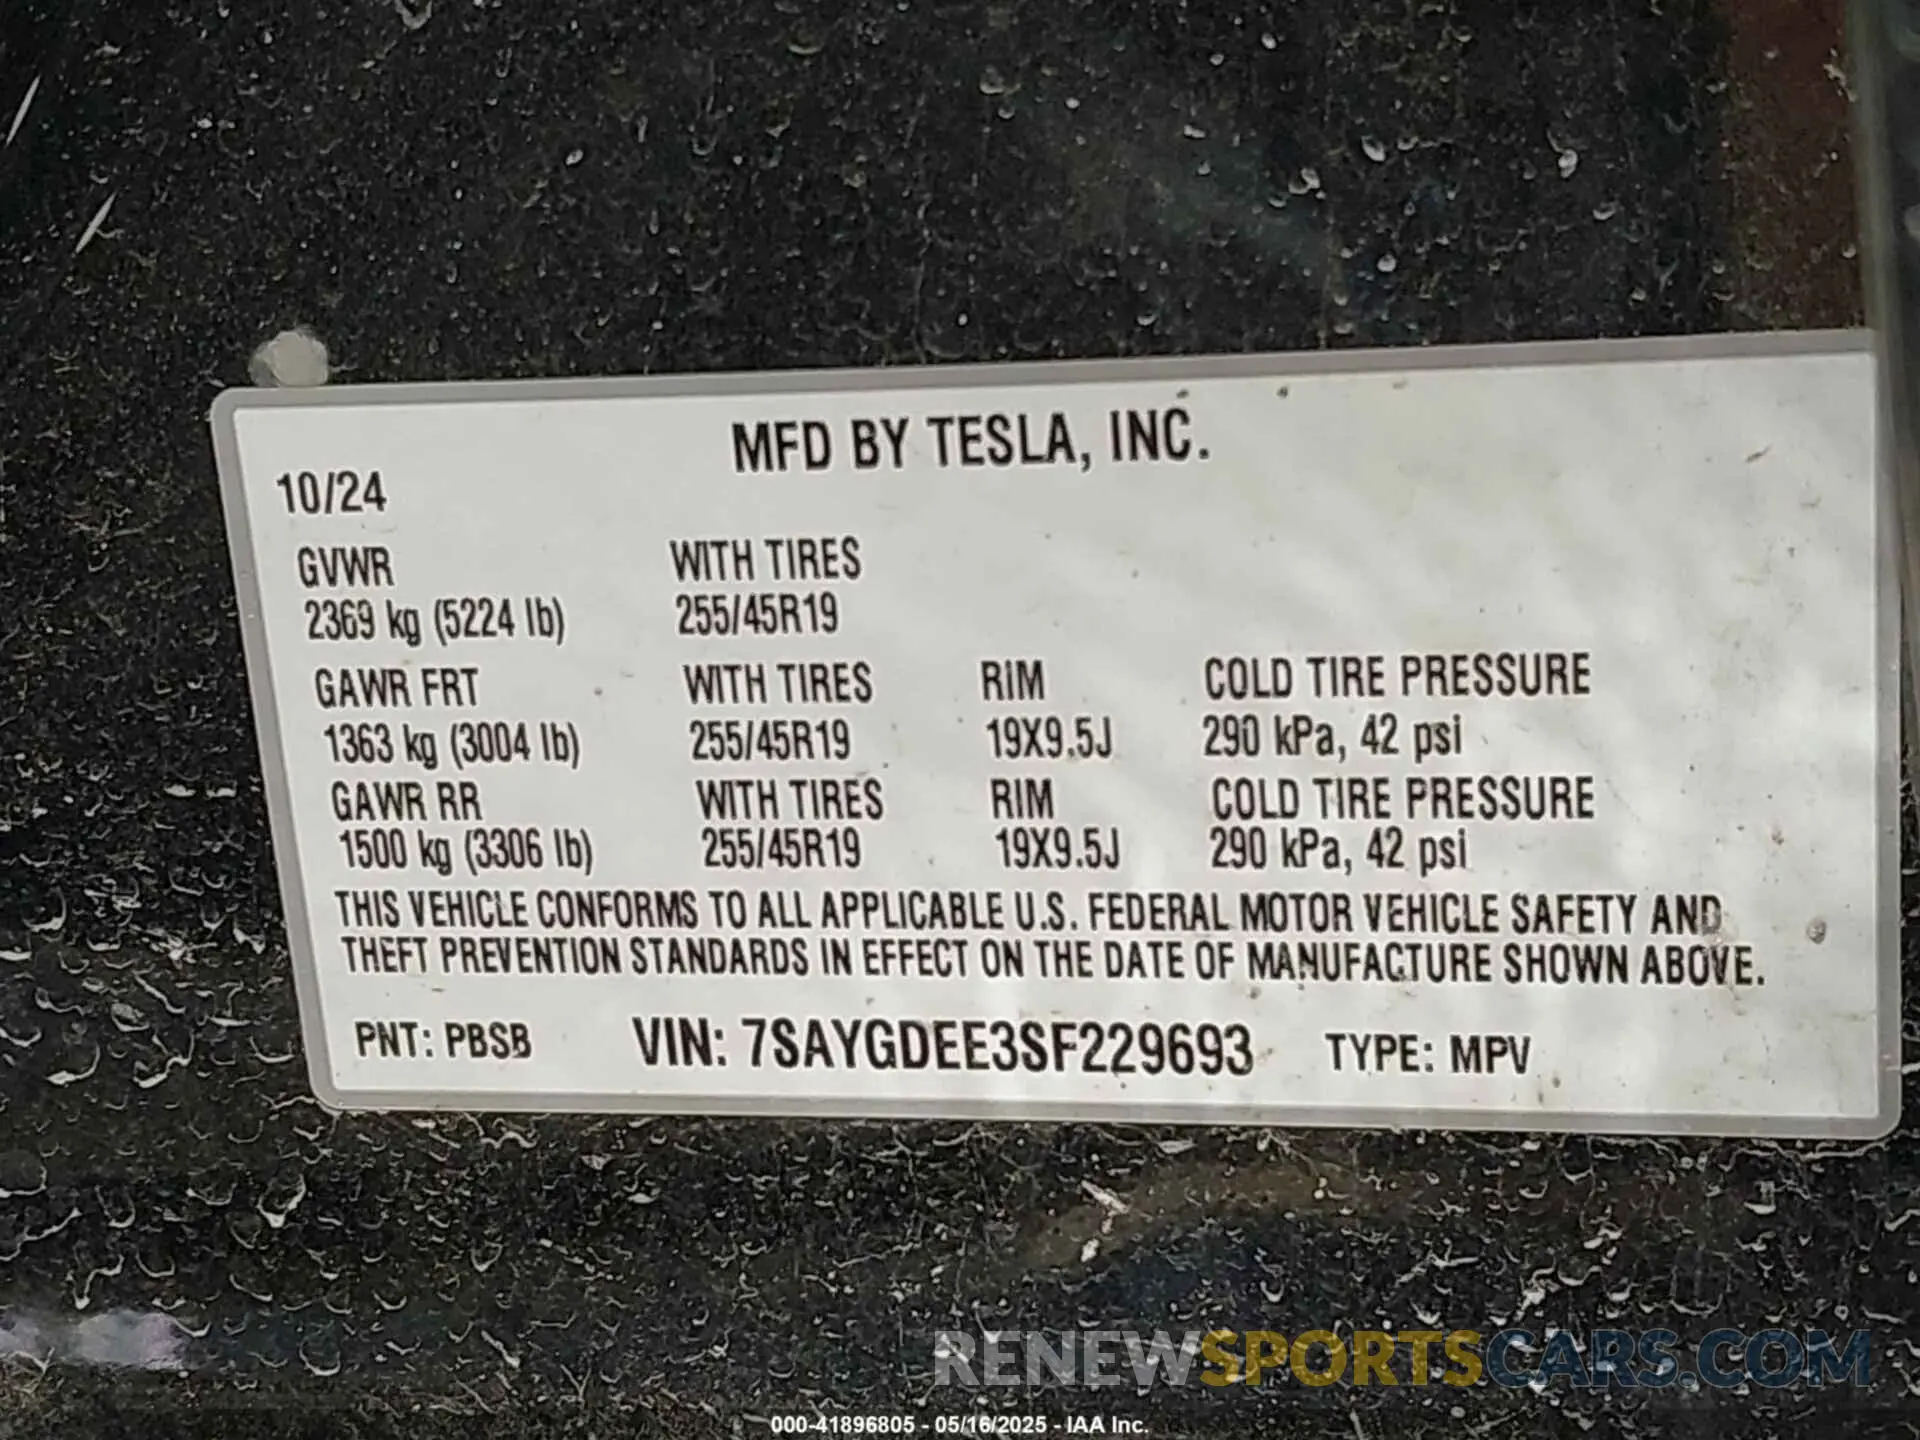 MFD BY TESLA, INC.
10/24
GVWR WITH TIRES
2369 kg (5224 lb) 255/45R19
GAWR FRT WITH TIRES RIM COLD TIRE PRESSURE
1363 kg (3004 lb) 255/45R19 19X9.5J 290 kPa, 42 psi
GAWR RR WITH TIRES RIM COLD TIRE PRESSURE
1500 kg (3306 lb) 255/45R19 19X9.5J 290 kPa, 42 psi
THIS VEHICLE CONFORMS TO ALL APPLICABLE U.S. FEDERAL MOTOR VEHICLE SAFETY AND
THEFT PREVENTION STANDARDS IN EFFECT ON THE DATE OF MANUFACTURE SHOWN ABOVE.
PNT: PBSB VIN: 7SAYGDEE3SF229693 TYPE: MPV
RENEWSPORTSCARS.COM
000-41896805 - 05/16/2025 - IAA Inc.